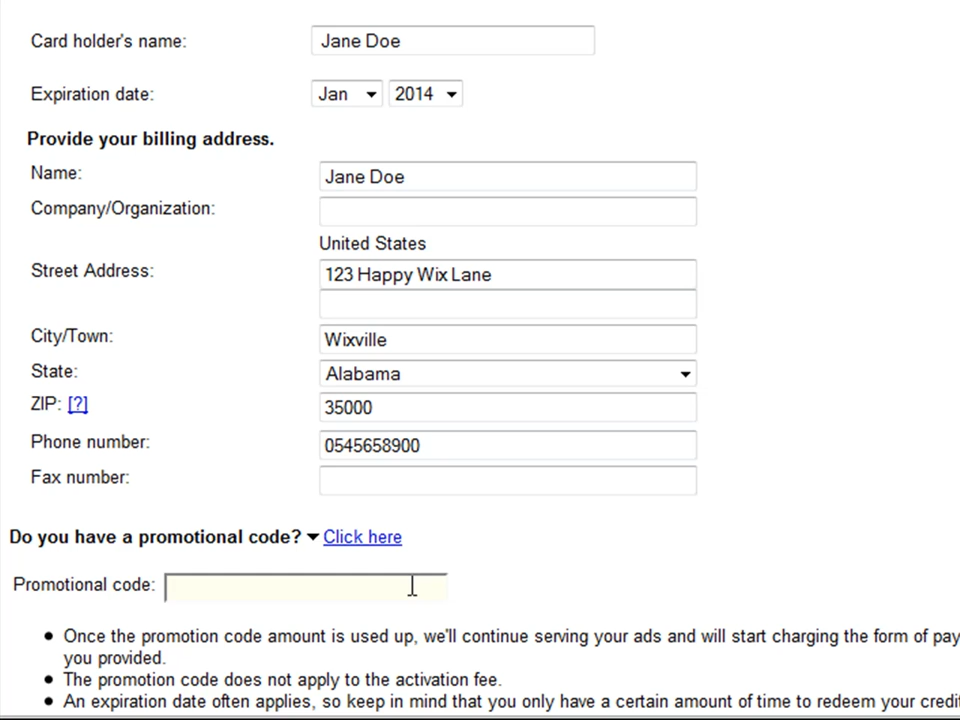 Card holder's name: Jane Doe
Expiration date: Jan 2014
Provide your billing address.
Name: Jane Doe
Company/Organization:
United States
Street Address: 123 Happy Wix Lane
City/Town: Wixville
State: Alabama
ZIP: [?] 35000
Phone number: 0545658900
Fax number:
Do you have a promotional code? Click here
Promotional code:
Once the promotion code amount is used up, we'll continue serving your ads and will start charging the form of pay
you provided.
The promotion code does not apply to the activation fee.
An expiration date often applies, so keep in mind that you only have a certain amount of time to redeem your credi